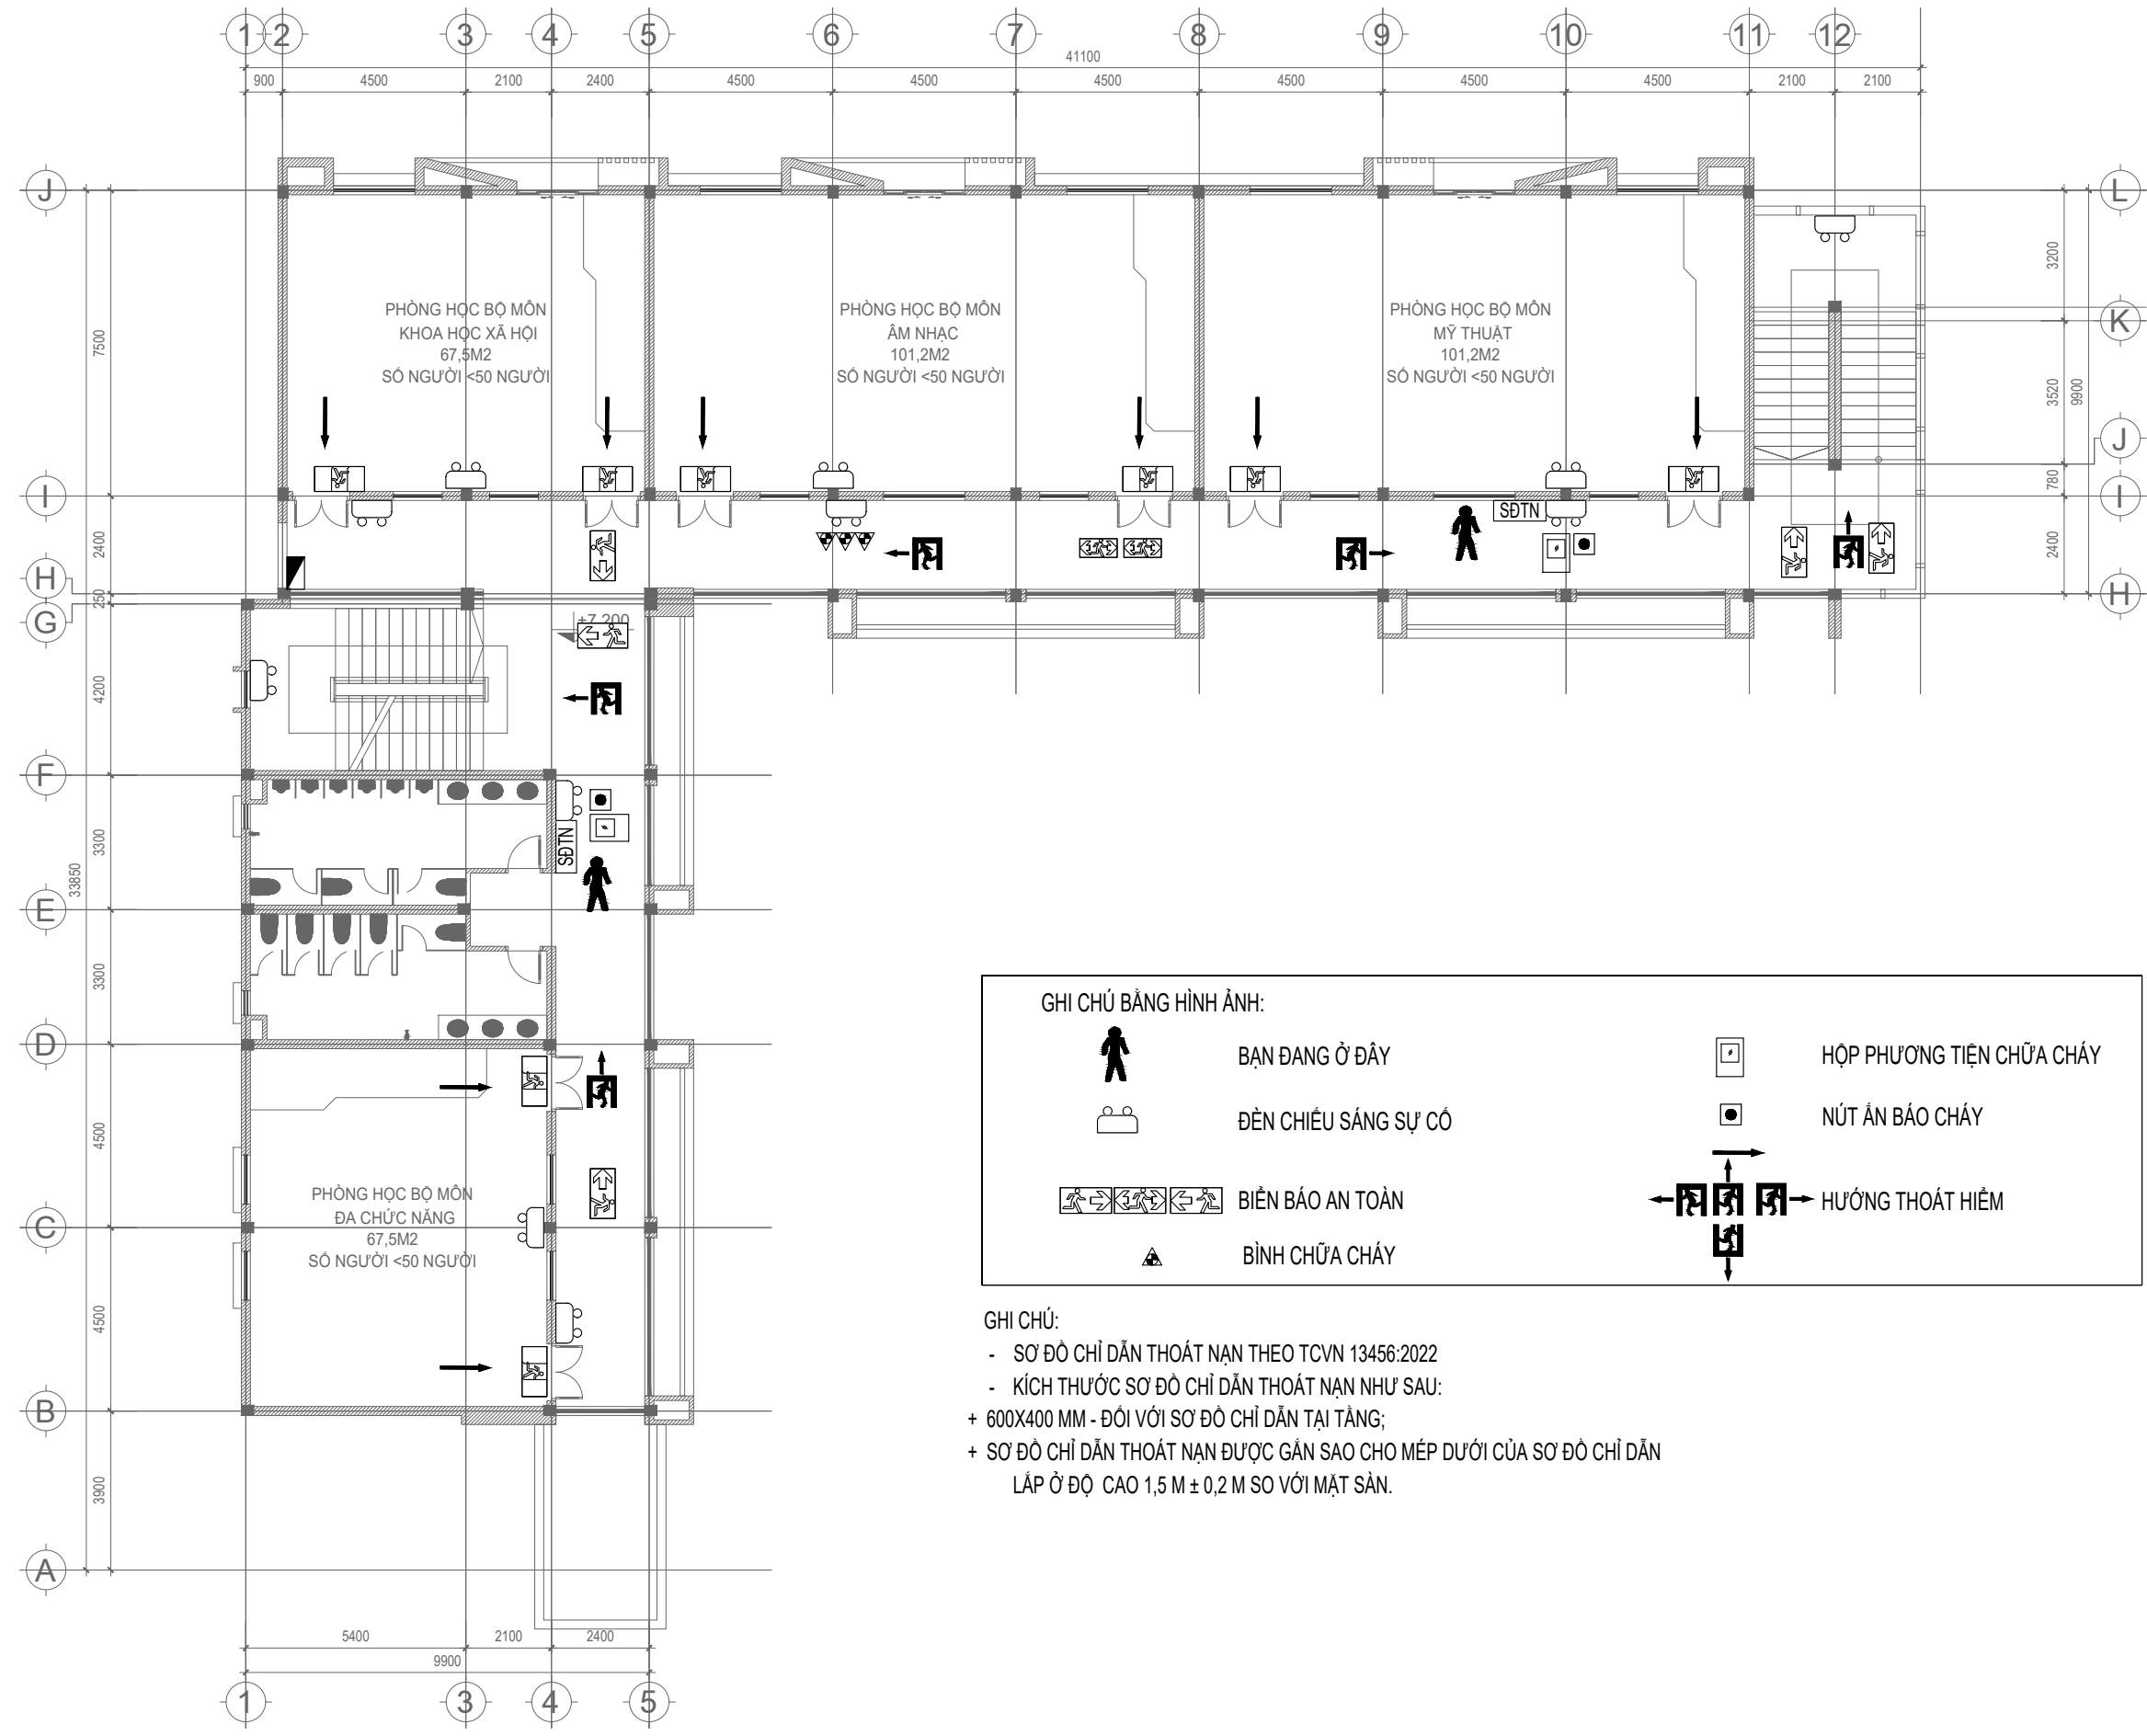 1 2 3 4 5 6 7 8 9 10 11 12
41100
900 4500 2100 2400 4500 4500 4500 4500 4500 4500 2100 2100
J
L
PHÒNG HỌC BỘ MÔN
KHOA HỌC XÃ HỘI
67,5M2
SỐ NGƯỜI <50 NGƯỜI
PHÒNG HỌC BỘ MÔN
ÂM NHẠC
101,2M2
SỐ NGƯỜI <50 NGƯỜI
PHÒNG HỌC BỘ MÔN
MỸ THUẬT
101,2M2
SỐ NGƯỜI <50 NGƯỜI
7500
3200
K
3520
9900
J
780
I
I
SĐTN
2400
2400
H
H
250
G
+7.200
4200
F
3300
SĐTN
33850
E
3300
D
4500
PHÒNG HỌC BỘ MÔN
ĐA CHỨC NĂNG
67,5M2
SỐ NGƯỜI <50 NGƯỜI
C
4500
B
3900
A
5400 2100 2400
9900
1 3 4 5
GHI CHÚ BẰNG HÌNH ẢNH:
BẠN ĐANG Ở ĐÂY
HỘP PHƯƠNG TIỆN CHỮA CHÁY
ĐÈN CHIẾU SÁNG SỰ CỐ
NÚT ẤN BÁO CHÁY
BIỂN BÁO AN TOÀN
HƯỚNG THOÁT HIỂM
BÌNH CHỮA CHÁY
GHI CHÚ:
- SƠ ĐỒ CHỈ DẪN THOÁT NẠN THEO TCVN 13456:2022
- KÍCH THƯỚC SƠ ĐỒ CHỈ DẪN THOÁT NẠN NHƯ SAU:
+ 600X400 MM - ĐỐI VỚI SƠ ĐỒ CHỈ DẪN TẠI TẦNG;
+ SƠ ĐỒ CHỈ DẪN THOÁT NẠN ĐƯỢC GẮN SAO CHO MÉP DƯỚI CỦA SƠ ĐỒ CHỈ DẪN
LẮP Ở ĐỘ CAO 1,5 M ± 0,2 M SO VỚI MẶT SÀN.